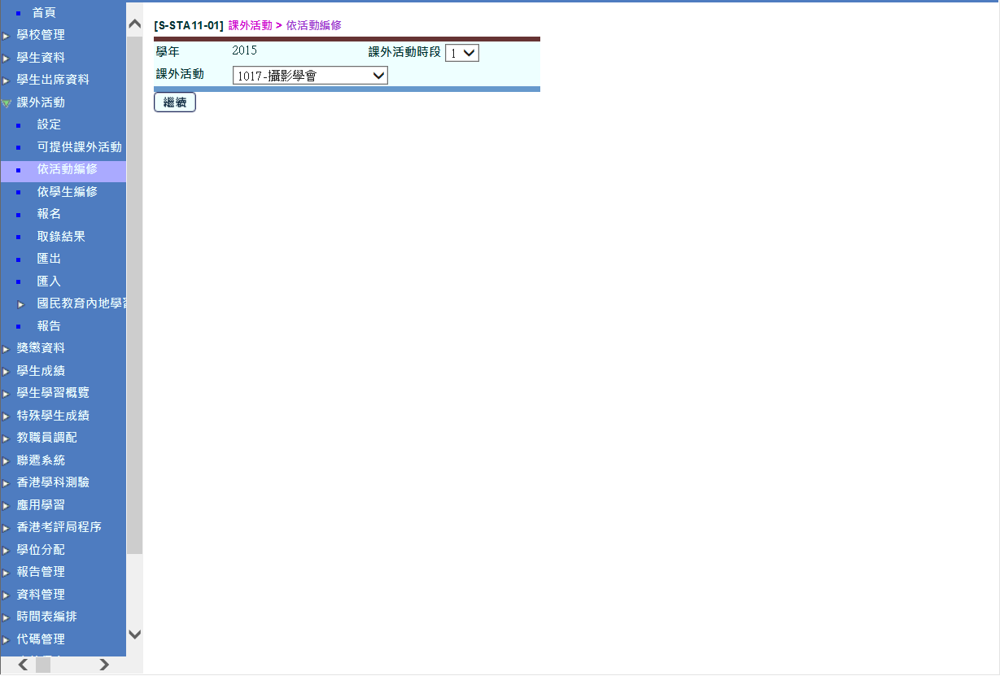 首頁
學校管理
學生資料
學生出席資料
課外活動
設定
可提供課外活動
依活動編修
依學生編修
報名
取錄結果
匯出
匯入
國民教育內地學習
報告
獎懲資料
學生成績
學生學習概覽
特殊學生成績
教職員調配
聯遞系統
香港學科測驗
應用學習
香港考評局程序
學位分配
報告管理
資料管理
時間表編排
代碼管理
[S-STA11-01] 課外活動 > 依活動編修
學年 2015 課外活動時段 1
課外活動 1017-攝影學會
繼續